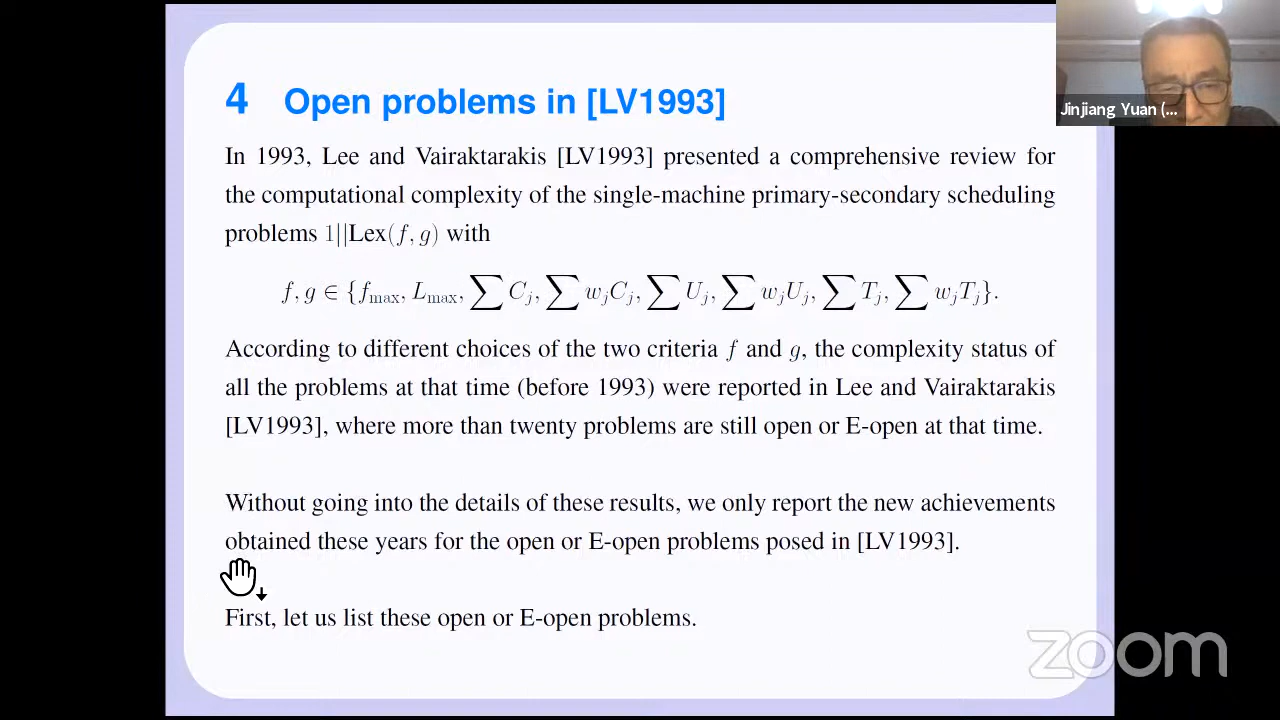 4 Open problems in [LV1993]
Jinjiang Yuan (...
In 1993, Lee and Vairaktarakis [LV1993] presented a comprehensive review for
the computational complexity of the single-machine primary-secondary scheduling
problems 1||Lex(f, g) with
f, g ∈ {f_max, L_max, ∑ C_j, ∑ w_jC_j, ∑ U_j, ∑ w_jU_j, ∑ T_j, ∑ w_jT_j}.
According to different choices of the two criteria f and g, the complexity status of
all the problems at that time (before 1993) were reported in Lee and Vairaktarakis
[LV1993], where more than twenty problems are still open or E-open at that time.
Without going into the details of these results, we only report the new achievements
obtained these years for the open or E-open problems posed in [LV1993].
First, let us list these open or E-open problems.
zoom